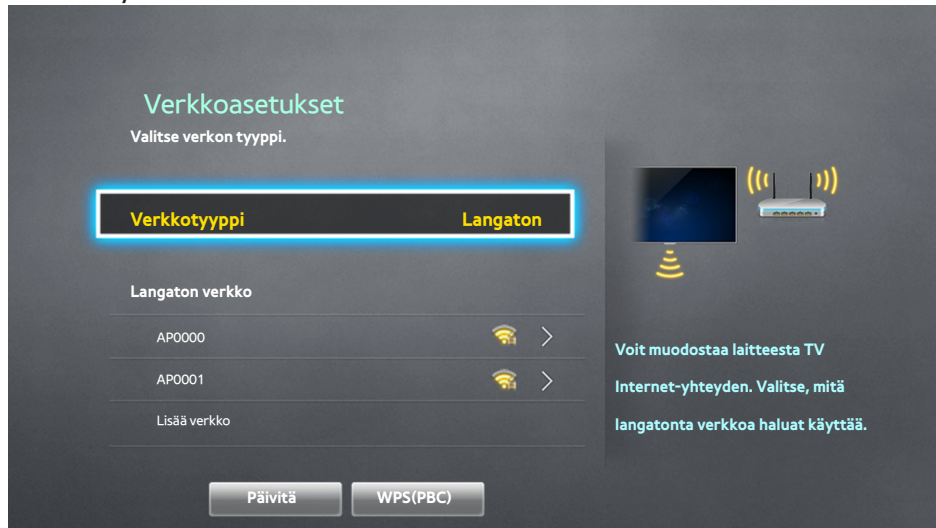 Verkkoasetukset
Valitse verkon tyyppi.
Verkkotyyppi Langaton
Langaton verkko
AP0000
AP0001
Lisää verkko
Voit muodostaa laitteesta TV
Internet-yhteyden. Valitse, mitä
langatonta verkkoa haluat käyttää.
Päivitä WPS(PBC)